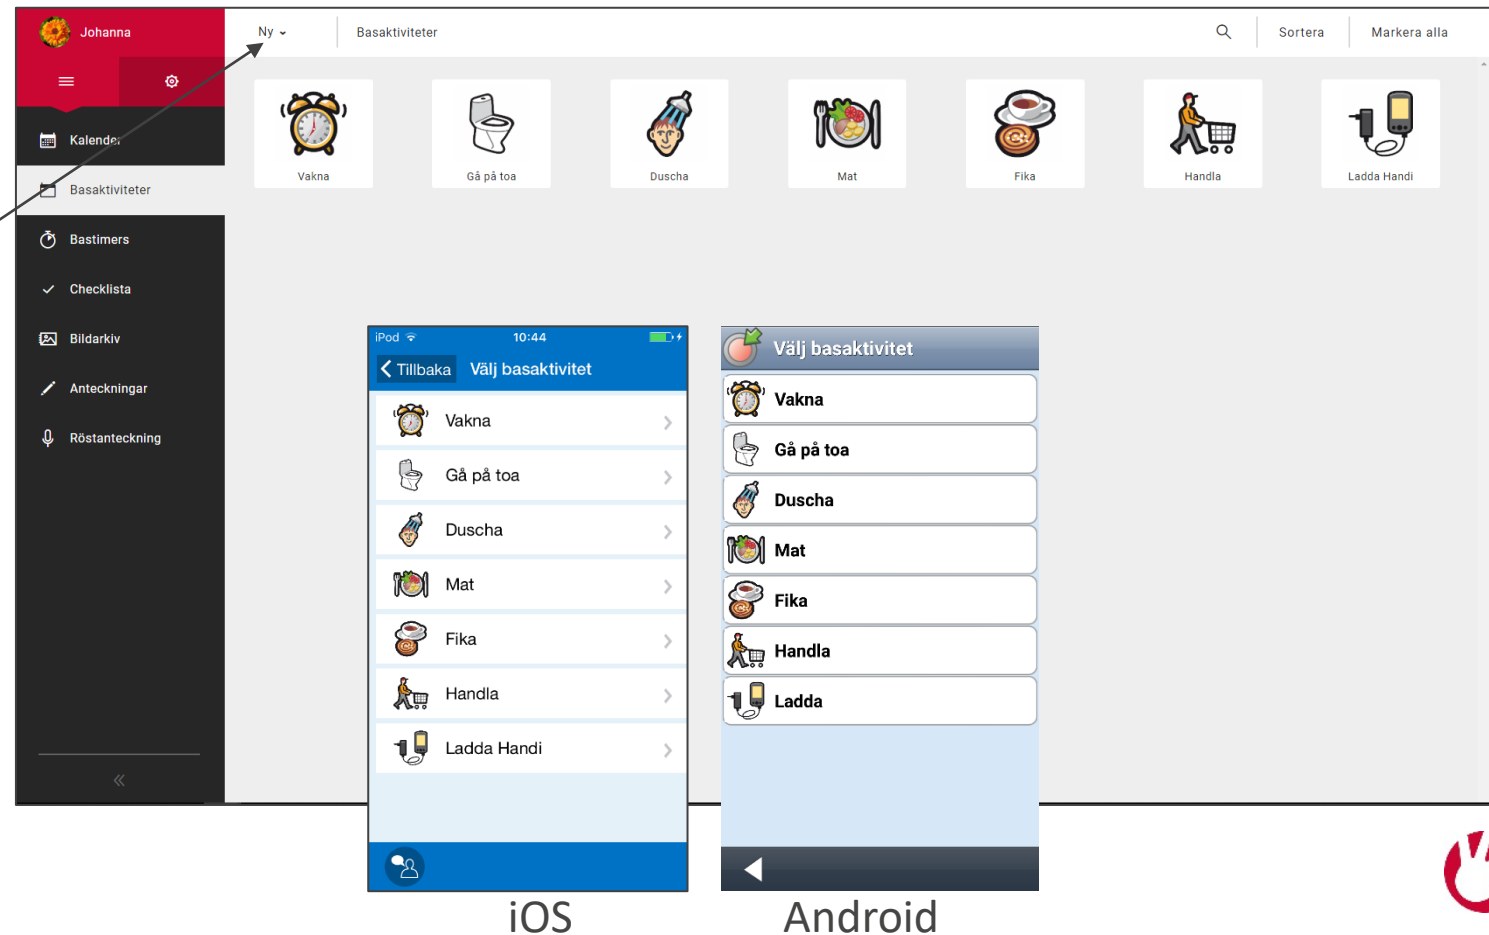 Johanna
Ny
Basaktiviteter
Sortera
Markera alla
Kalender
Basaktiviteter
Bastimers
Checklista
Bildarkiv
Anteckningar
Röstanteckning
Vakna
Gå på toa
Duscha
Mat
Fika
Handla
Ladda Handi
iPod
10:44
Tillbaka
Välj basaktivitet
Vakna
Gå på toa
Duscha
Mat
Fika
Handla
Ladda Handi
iOS
Välj basaktivitet
Vakna
Gå på toa
Duscha
Mat
Fika
Handla
Ladda
Android